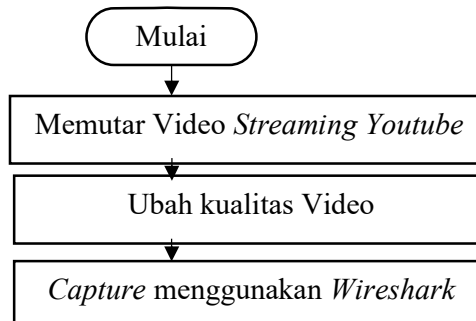 Mulai
Memutar Video Streaming Youtube
Ubah kualitas Video
Capture menggunakan Wireshark